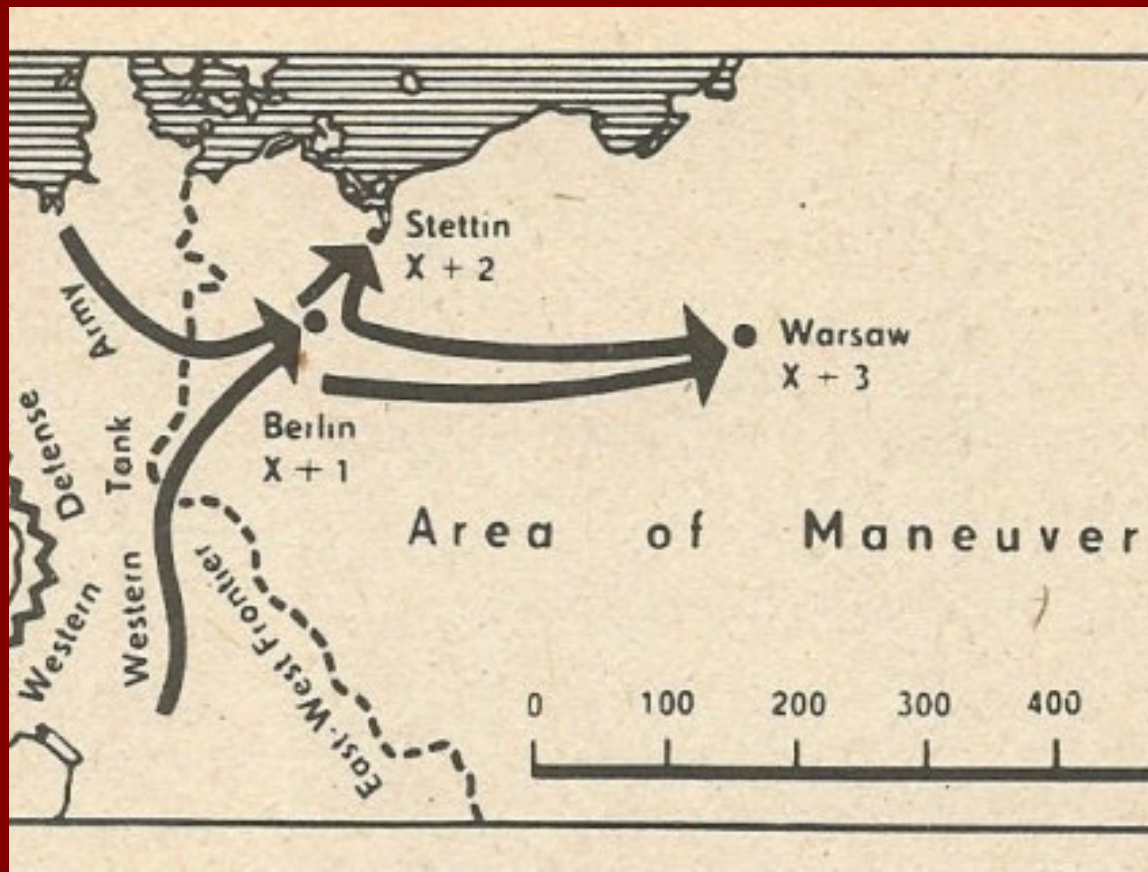 Stettin
X + 2
Warsaw
X + 3
Berlin
X + 1
Army
Tank
Western
Defense
Western
East-West Frontier
Area of Maneuver
0 100 200 300 400